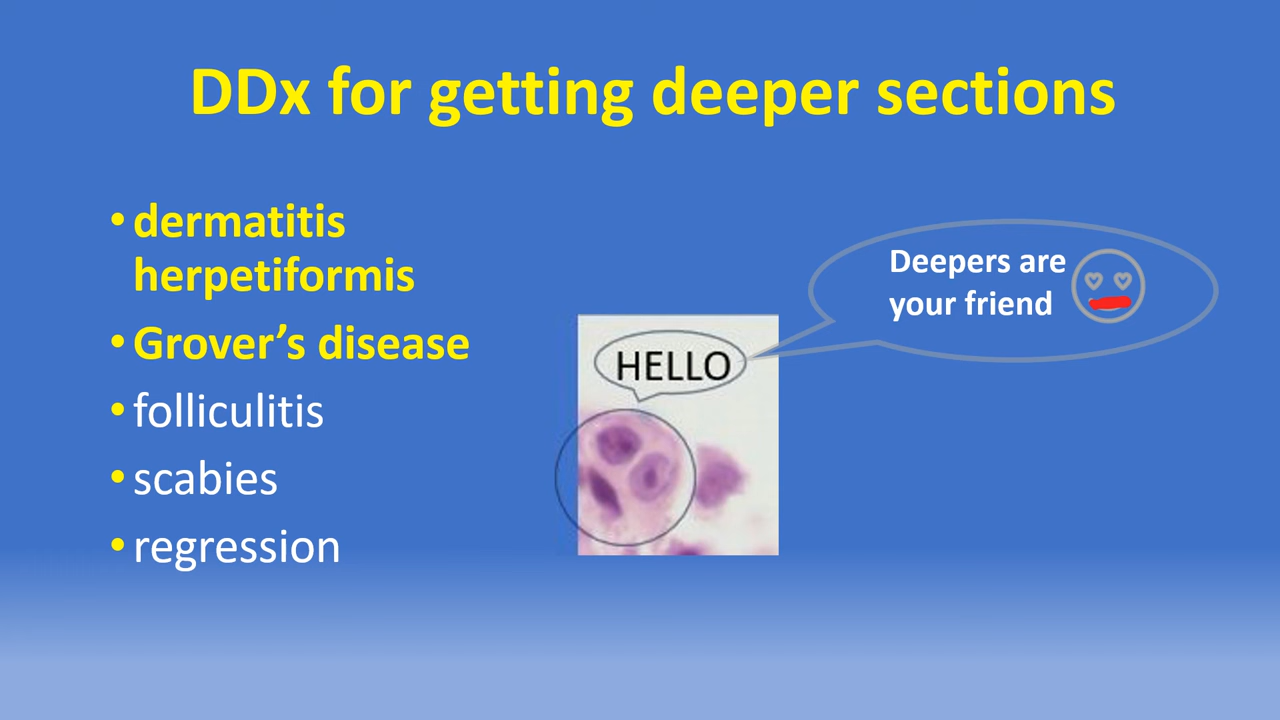 DDx for getting deeper sections
• dermatitis
herpetiformis
• Grover’s disease
• folliculitis
• scabies
• regression
HELLO
Deepers are
your friend